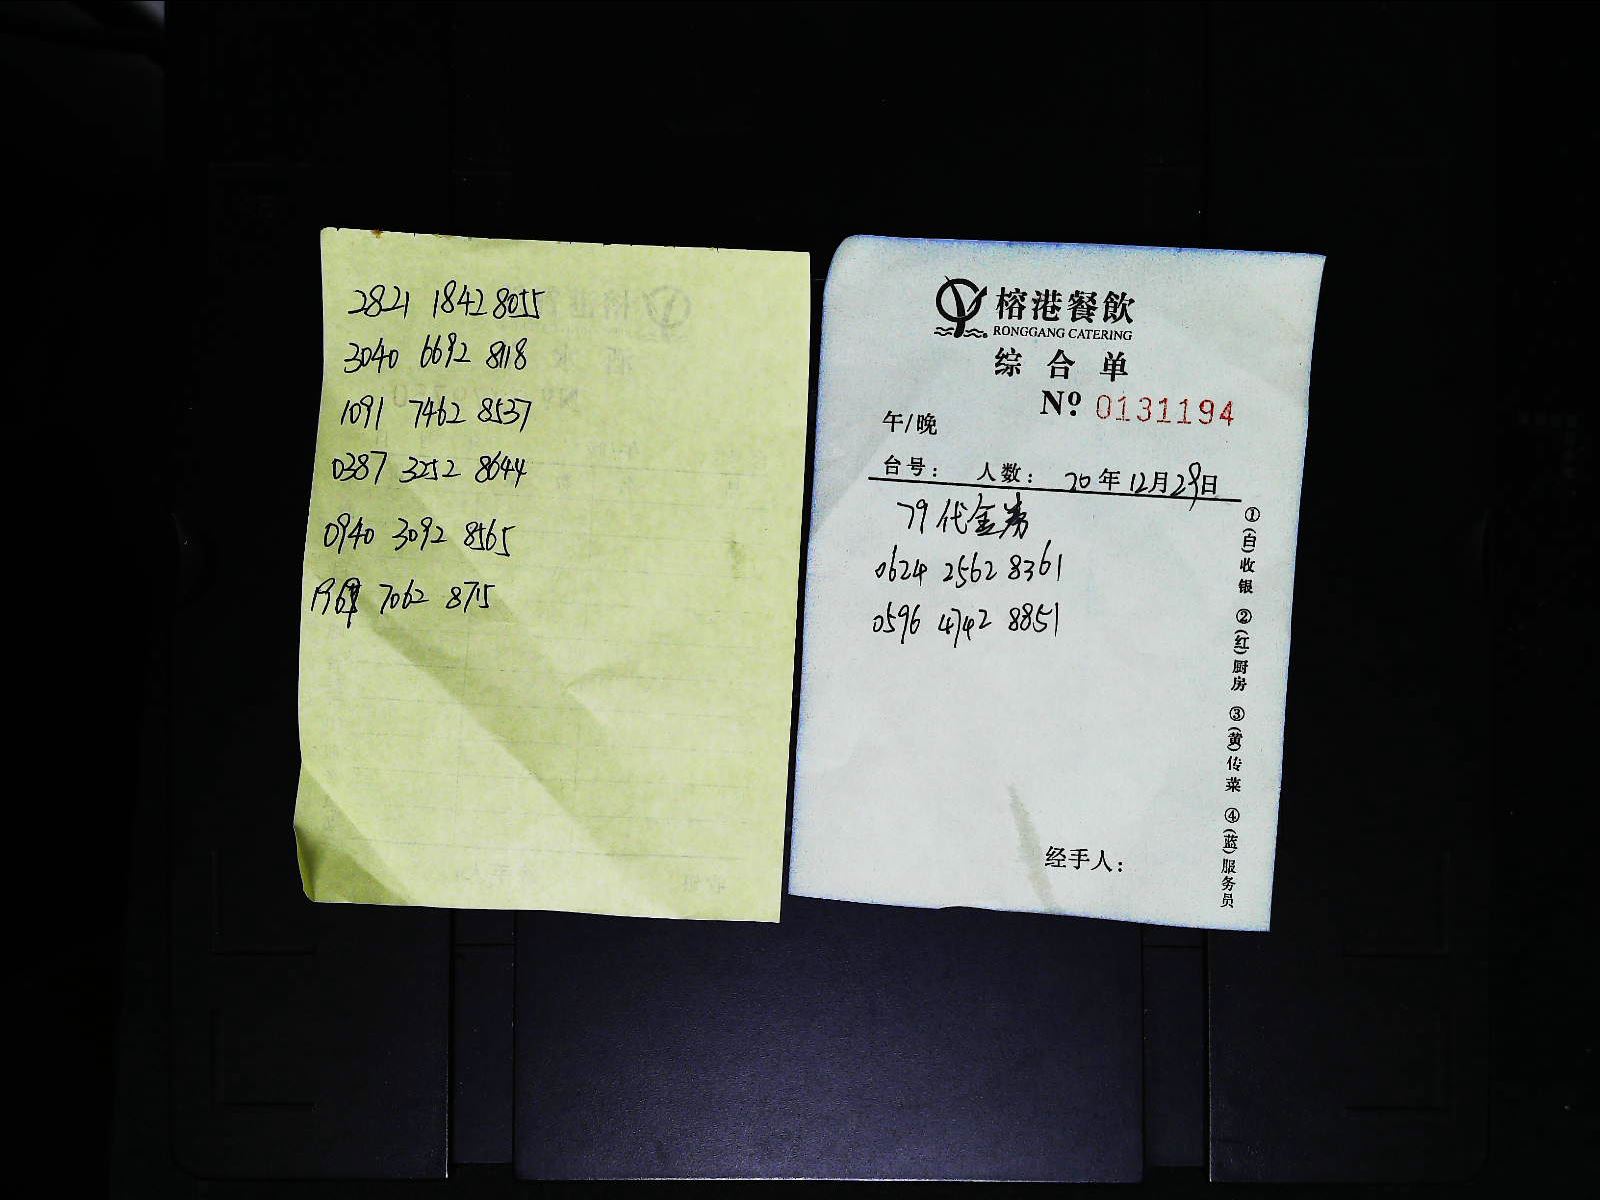 2821 1842 8055
3040 6692 8118
1091 7462 8537
0387 3252 8644
0940 3092 8565
7062 8715
榕港餐飲
RONGGANG CATERING
综合单
Nº 0131194
午/晚
台号： 人数： 20年12月29日
79代金券
0624 2562 8361
0596 4742 8851
经手人：
①(白)收银 ②(红)厨房 ③(黄)传菜 ④(蓝)服务员